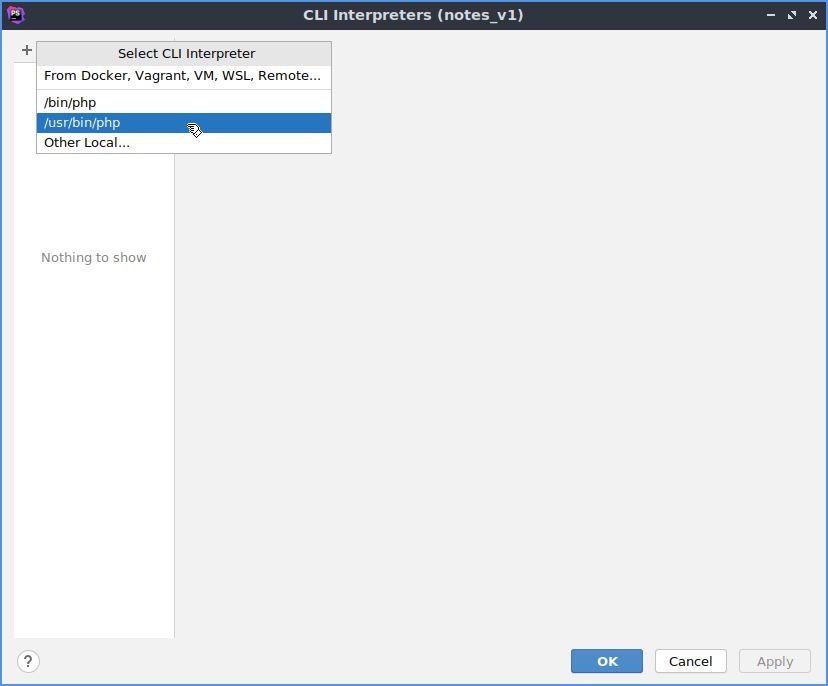 PS
CLI Interpreters (notes_v1)
+
Select CLI Interpreter
From Docker, Vagrant, VM, WSL, Remote...
/bin/php
/usr/bin/php
Other Local...
Nothing to show
?
OK
Cancel
Apply